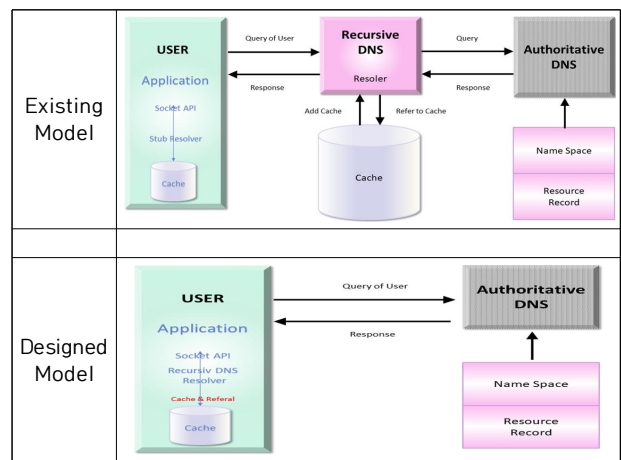 Existing
Model
USER
Application
Socket API
Stub Resolver
Cache
Query of User
Response
Recursive
DNS
Resoler
Add Cache
Refer to Cache
Cache
Query
Response
Authoritative
DNS
Name Space
Resource
Record
Designed
Model
USER
Application
Socket API
Recursiv DNS
Resolver
Cache & Referal
Cache
Query of User
Response
Authoritative
DNS
Name Space
Resource
Record